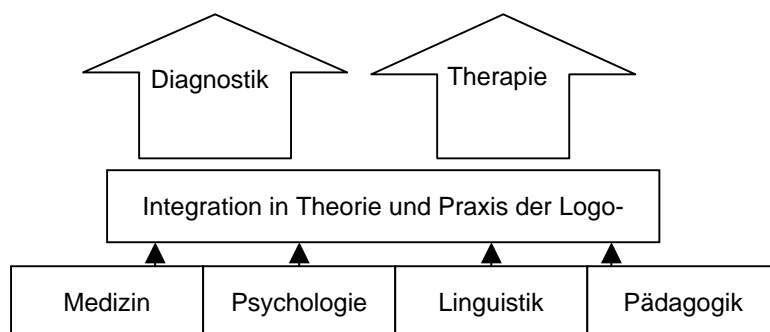 Diagnostik
Therapie
Integration in Theorie und Praxis der Logo-
Medizin
Psychologie
Linguistik
Pädagogik